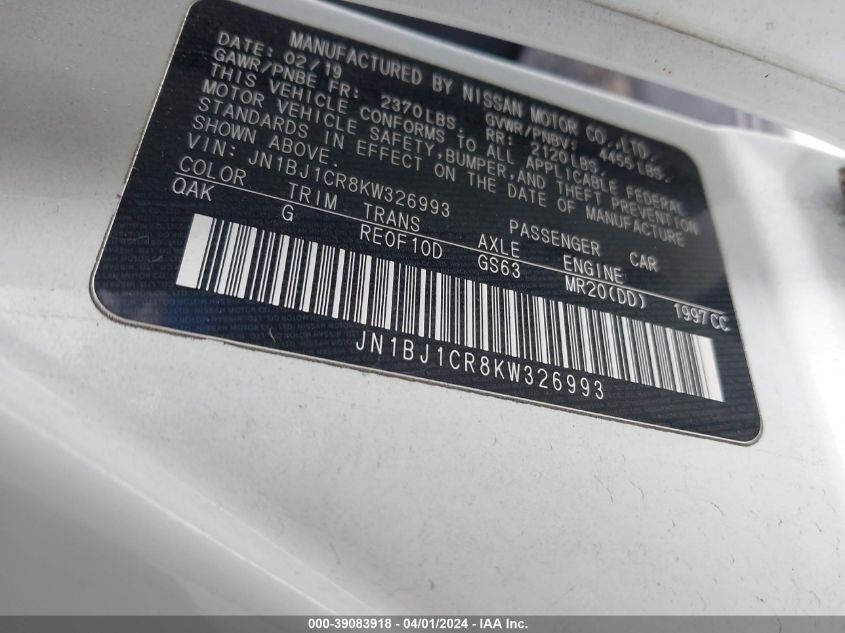 MANUFACTURED BY NISSAN MOTOR CO.,LTD.
DATE: 02/19 GVWR/PNBV: 4455LBS.
GAWR/PNBE FR: 2370LBS. RR: 2120LBS.
THIS VEHICLE CONFORMS TO ALL APPLICABLE FEDERAL
MOTOR VEHICLE SAFETY,BUMPER,AND THEFT PREVENTION
STANDARDS IN EFFECT ON THE DATE OF MANUFACTURE
SHOWN ABOVE.
VIN: JN1BJ1CR8KW326993 PASSENGER CAR
COLOR TRIM TRANS AXLE ENGINE
QAK G RE0F10D GS63 MR20(DD) 1997CC
JN1BJ1CR8KW326993
000-39083918 - 04/01/2024 - IAA Inc.